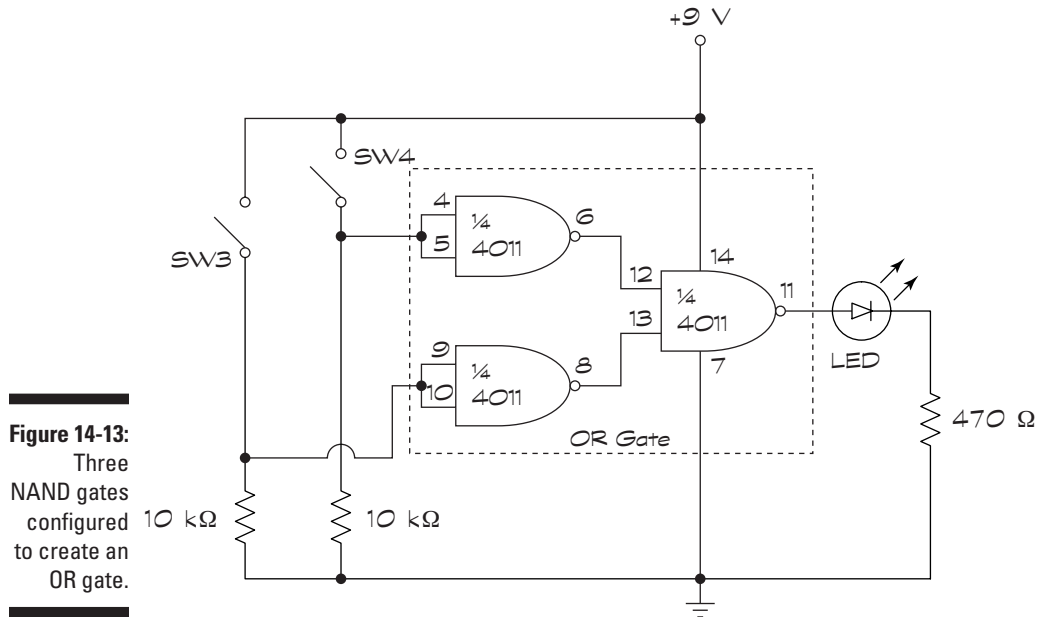 +9 V
SW4
SW3
4
5
¼
4011
6
9
10
¼
4011
8
12
13
14
¼
4011
11
7
LED
OR Gate
470 Ω
10 kΩ
10 kΩ
Figure 14-13:
Three
NAND gates
configured
to create an
OR gate.